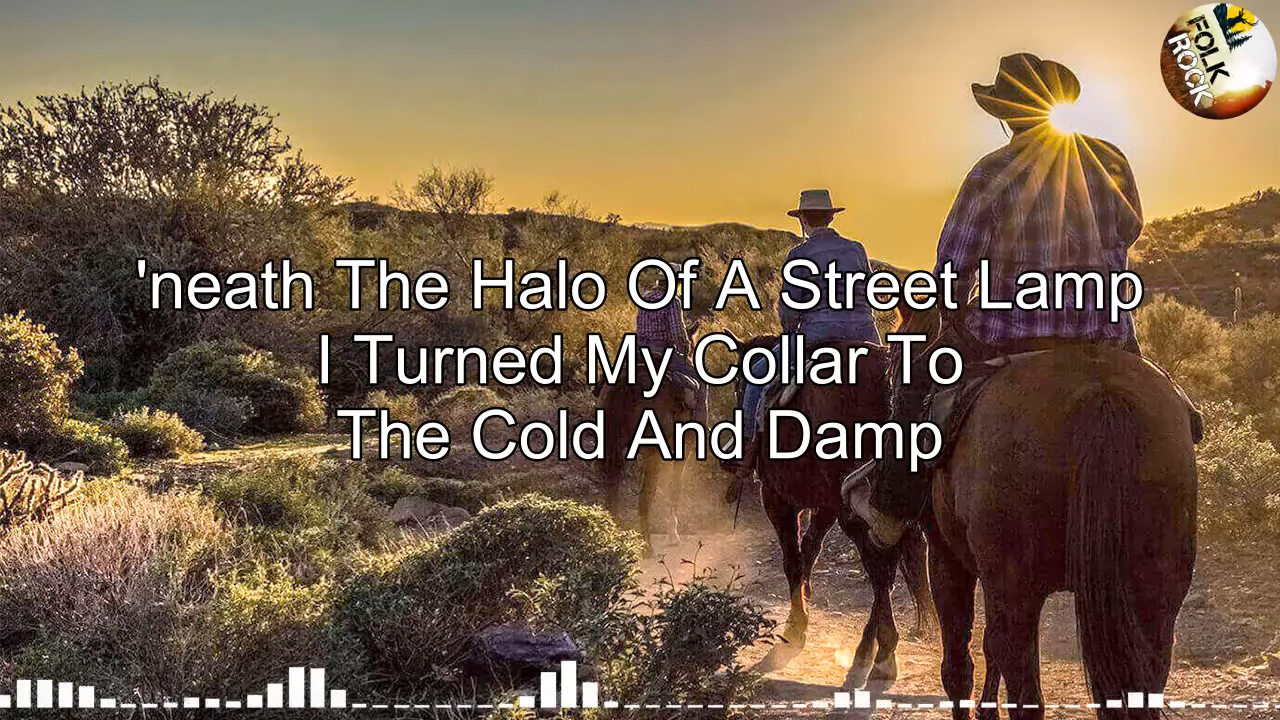 FOLK
ROCK
'neath The Halo Of A Street Lamp
I Turned My Collar To
The Cold And Damp